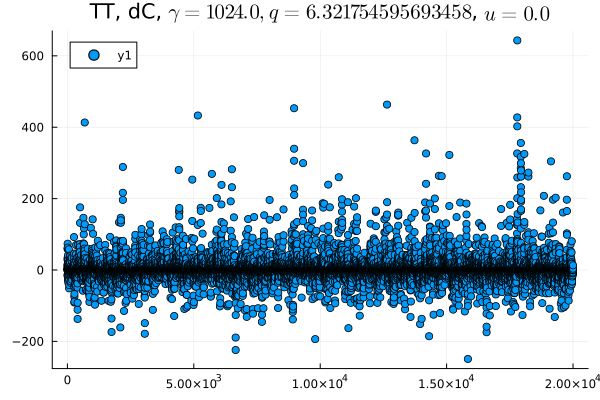 TT, dC, γ = 1024.0, q = 6.321754595693458, u = 0.0
y1
600
400
200
0
−200
0 5.00×10³ 1.00×10⁴ 1.50×10⁴ 2.00×10⁴